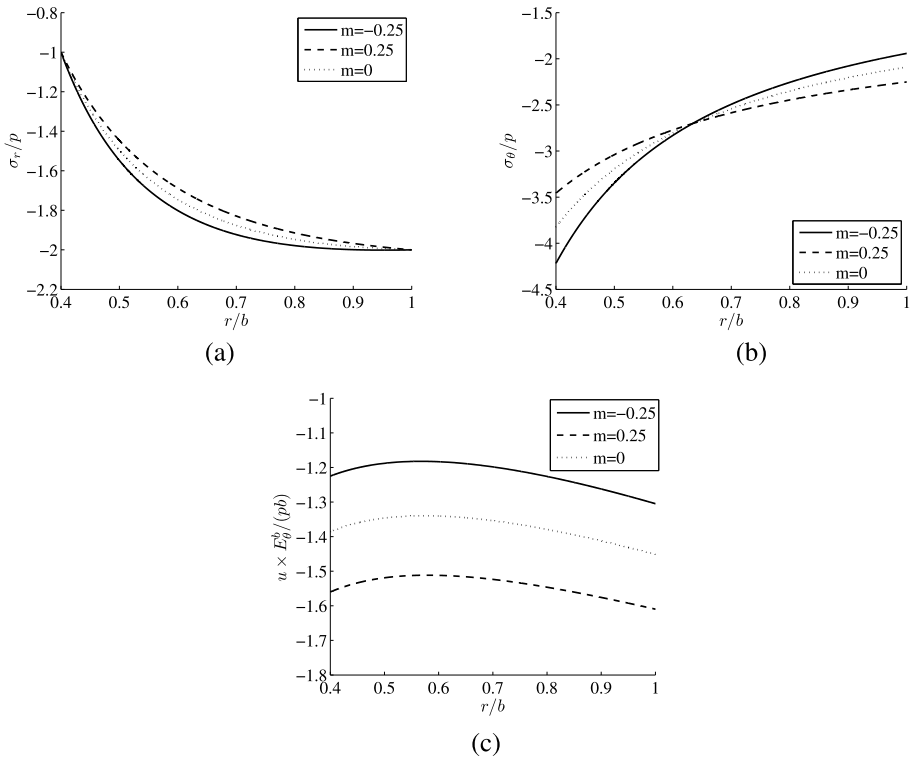 −0.8
−1
−1.2
−1.4
−1.6
−1.8
−2
−2.2
σr/p
0.4
0.5
0.6
0.7
0.8
0.9
1
r/b
m=−0.25
m=0.25
m=0
(a)
−1.5
−2
−2.5
−3
−3.5
−4
−4.5
σθ/p
0.4
0.5
0.6
0.7
0.8
0.9
1
r/b
m=−0.25
m=0.25
m=0
(b)
−1
−1.1
−1.2
−1.3
−1.4
−1.5
−1.6
−1.7
−1.8
u × E_θ^b/(pb)
0.4
0.5
0.6
0.7
0.8
0.9
1
r/b
m=−0.25
m=0.25
m=0
(c)